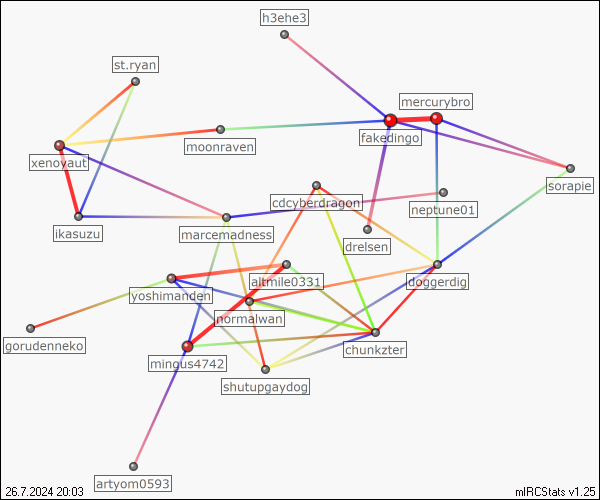 h3ehe3
st.ryan
mercurybro
fakedingo
moonraven
xenoyaut
sorapie
cdcyberdragon
neptune01
ikasuzu
marcemadness
drelsen
altmile0331
doggerdig
yoshimanden
normalwan
gorudenneko
chunkzter
mingus4742
shutupgaydog
artyom0593
26.7.2024 20:03
mIRCStats v1.25